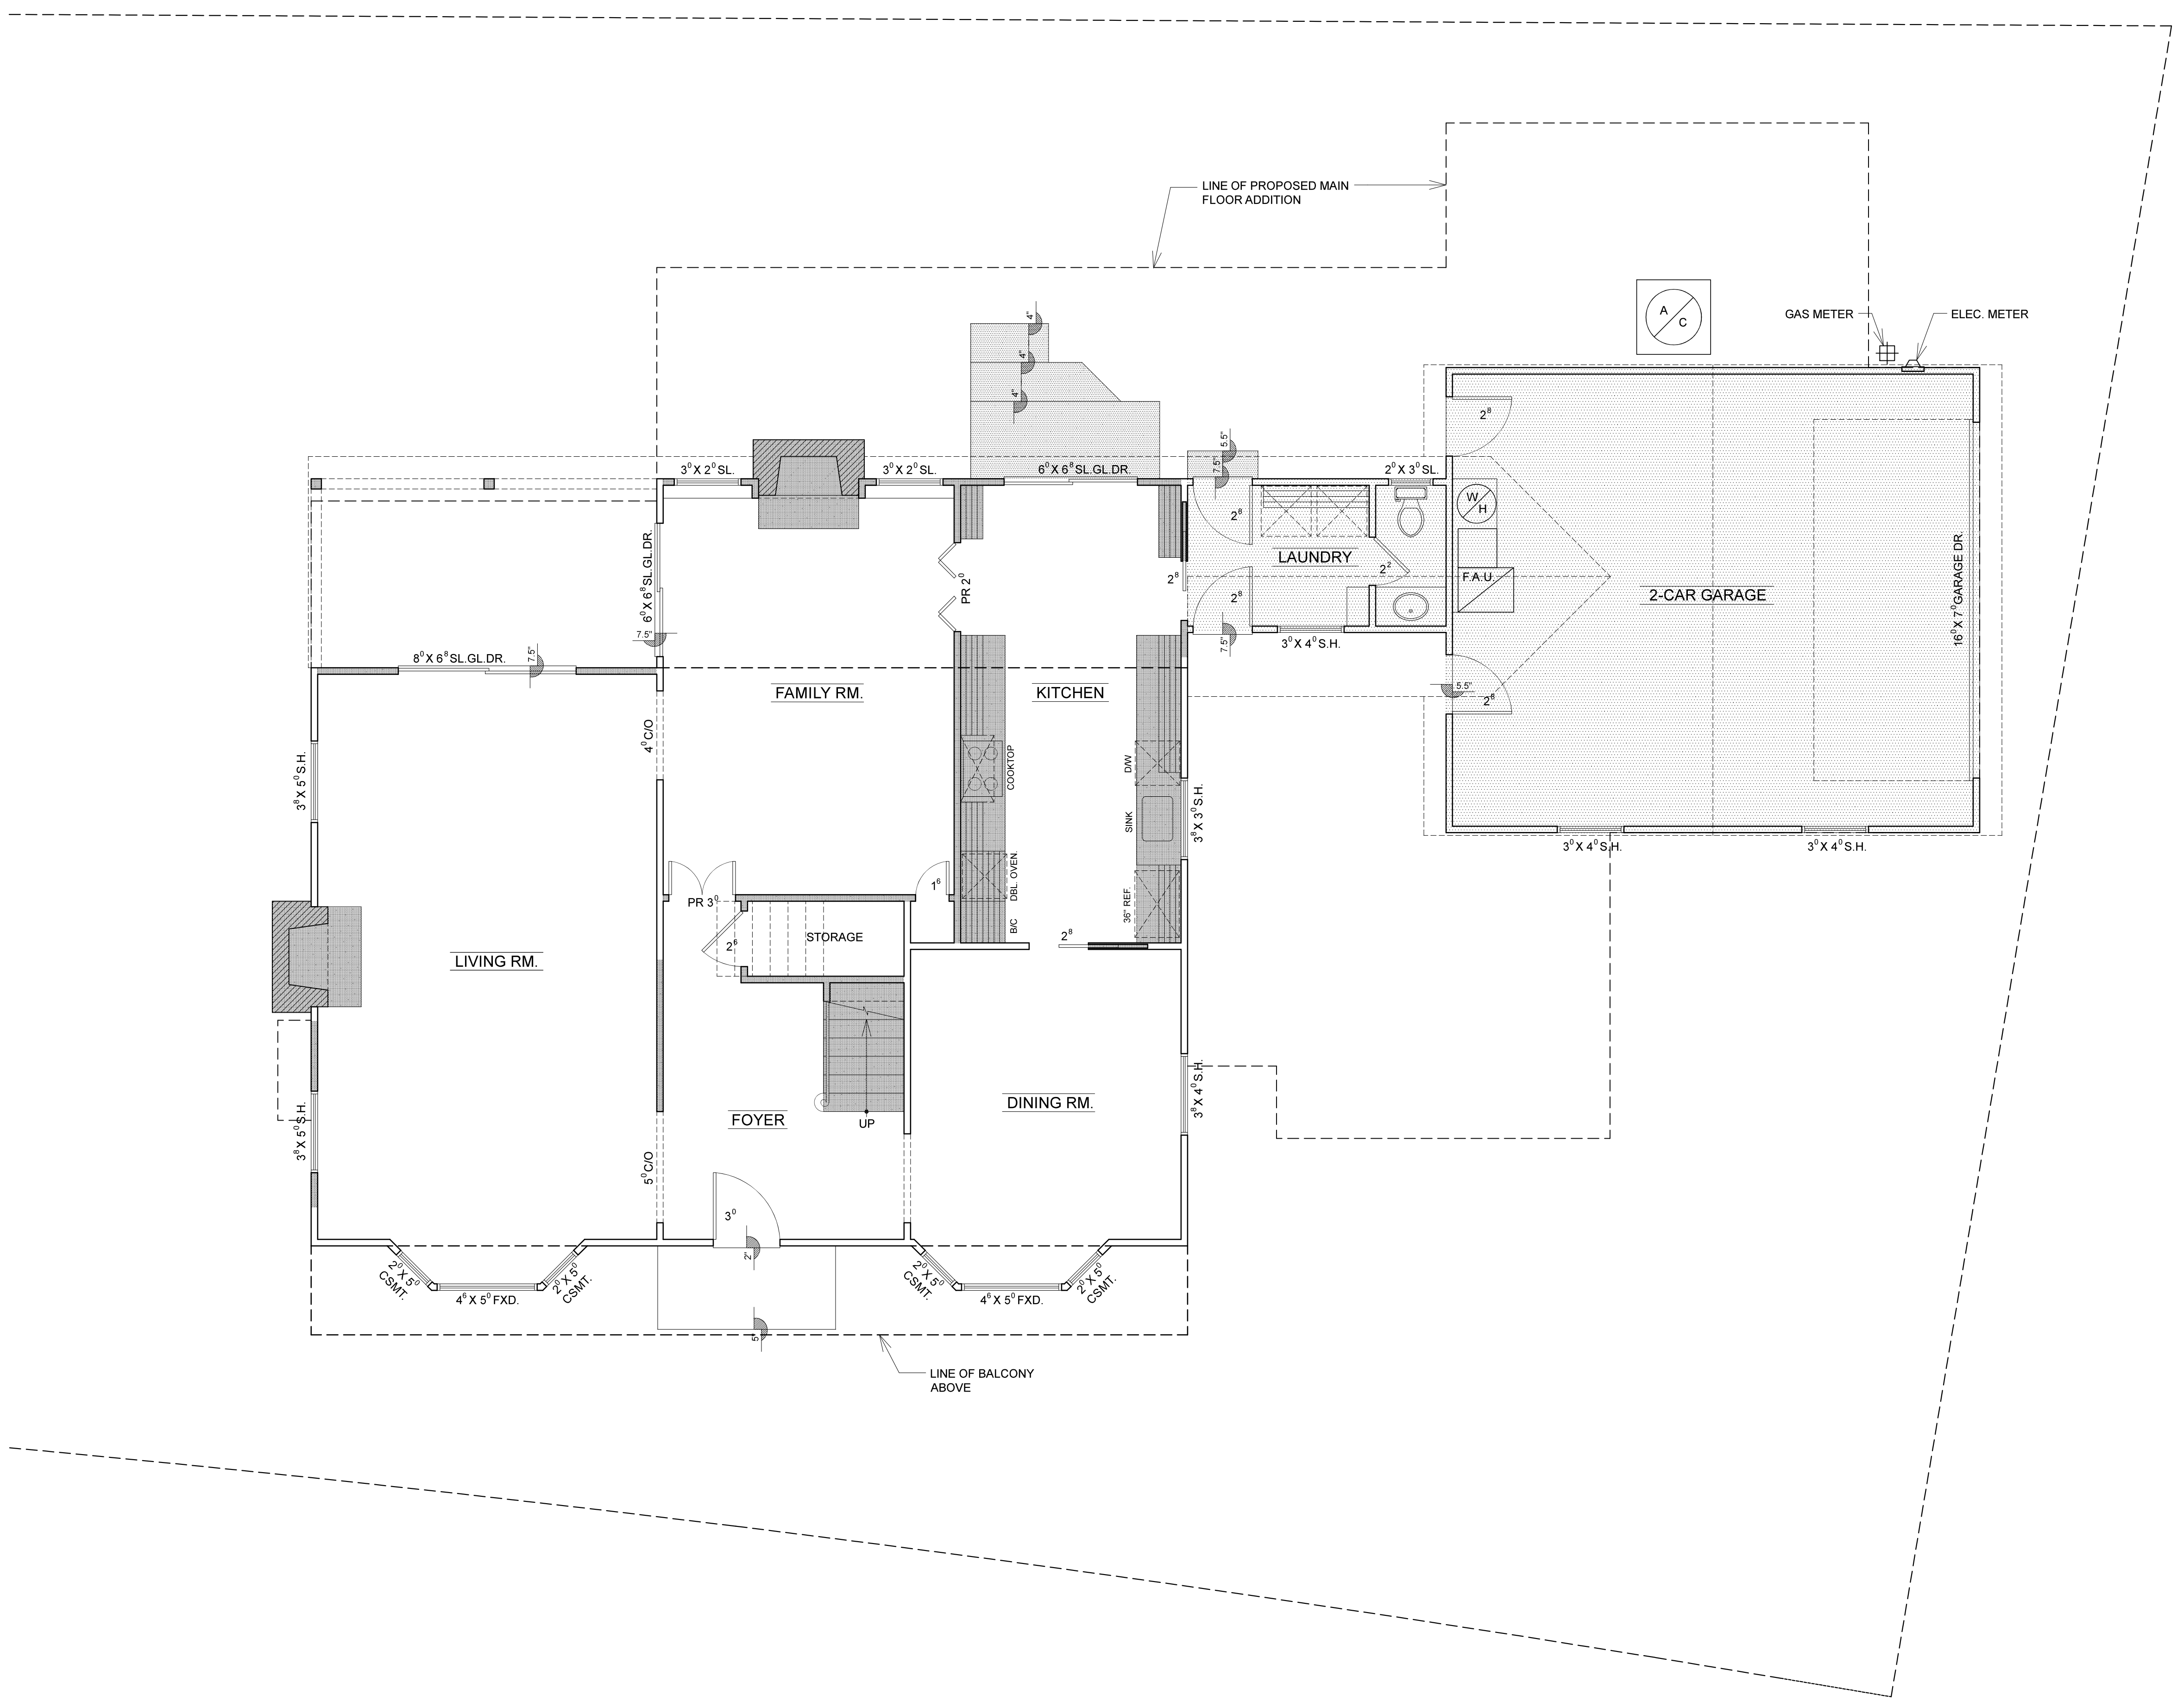 LINE OF PROPOSED MAIN
FLOOR ADDITION
A
C
GAS METER
ELEC. METER
4"
4"
4"
5.5"
7.5"
3⁰ X 2⁰ SL.
3⁰ X 2⁰ SL.
6⁰ X 6⁸ SL.GL.DR.
2⁰ X 3⁰ SL.
2⁸
W
H
2⁸
6⁰ X 6⁸ SL.GL.DR.
7.5"
PR 2⁰
2⁸
LAUNDRY
2²
2⁸
F.A.U.
2-CAR GARAGE
16⁰ X 7⁰ GARAGE DR.
8⁰ X 6⁸ SL.GL.DR.
7.5"
7.5"
3⁰ X 4⁰ S.H.
5.5"
2⁸
FAMILY RM.
KITCHEN
4⁰ C/O
3⁸ X 5⁰ S.H.
COOKTOP
D/W
SINK
3⁸ X 3⁰ S.H.
3⁰ X 4⁰ S.H.
3⁰ X 4⁰ S.H.
PR 3⁰
1⁶
DBL. OVEN.
36" REF.
B/C
2⁶
STORAGE
2⁸
LIVING RM.
FOYER
UP
DINING RM.
3⁸ X 4⁰ S.H.
3⁸ X 5⁰ S.H.
5⁰ C/O
3⁰
2"
2⁰ X 5⁰
CSMT.
4⁶ X 5⁰ FXD.
2⁰ X 5⁰
CSMT.
2⁰ X 5⁰
CSMT.
4⁶ X 5⁰ FXD.
2⁰ X 5⁰
CSMT.
5"
LINE OF BALCONY
ABOVE